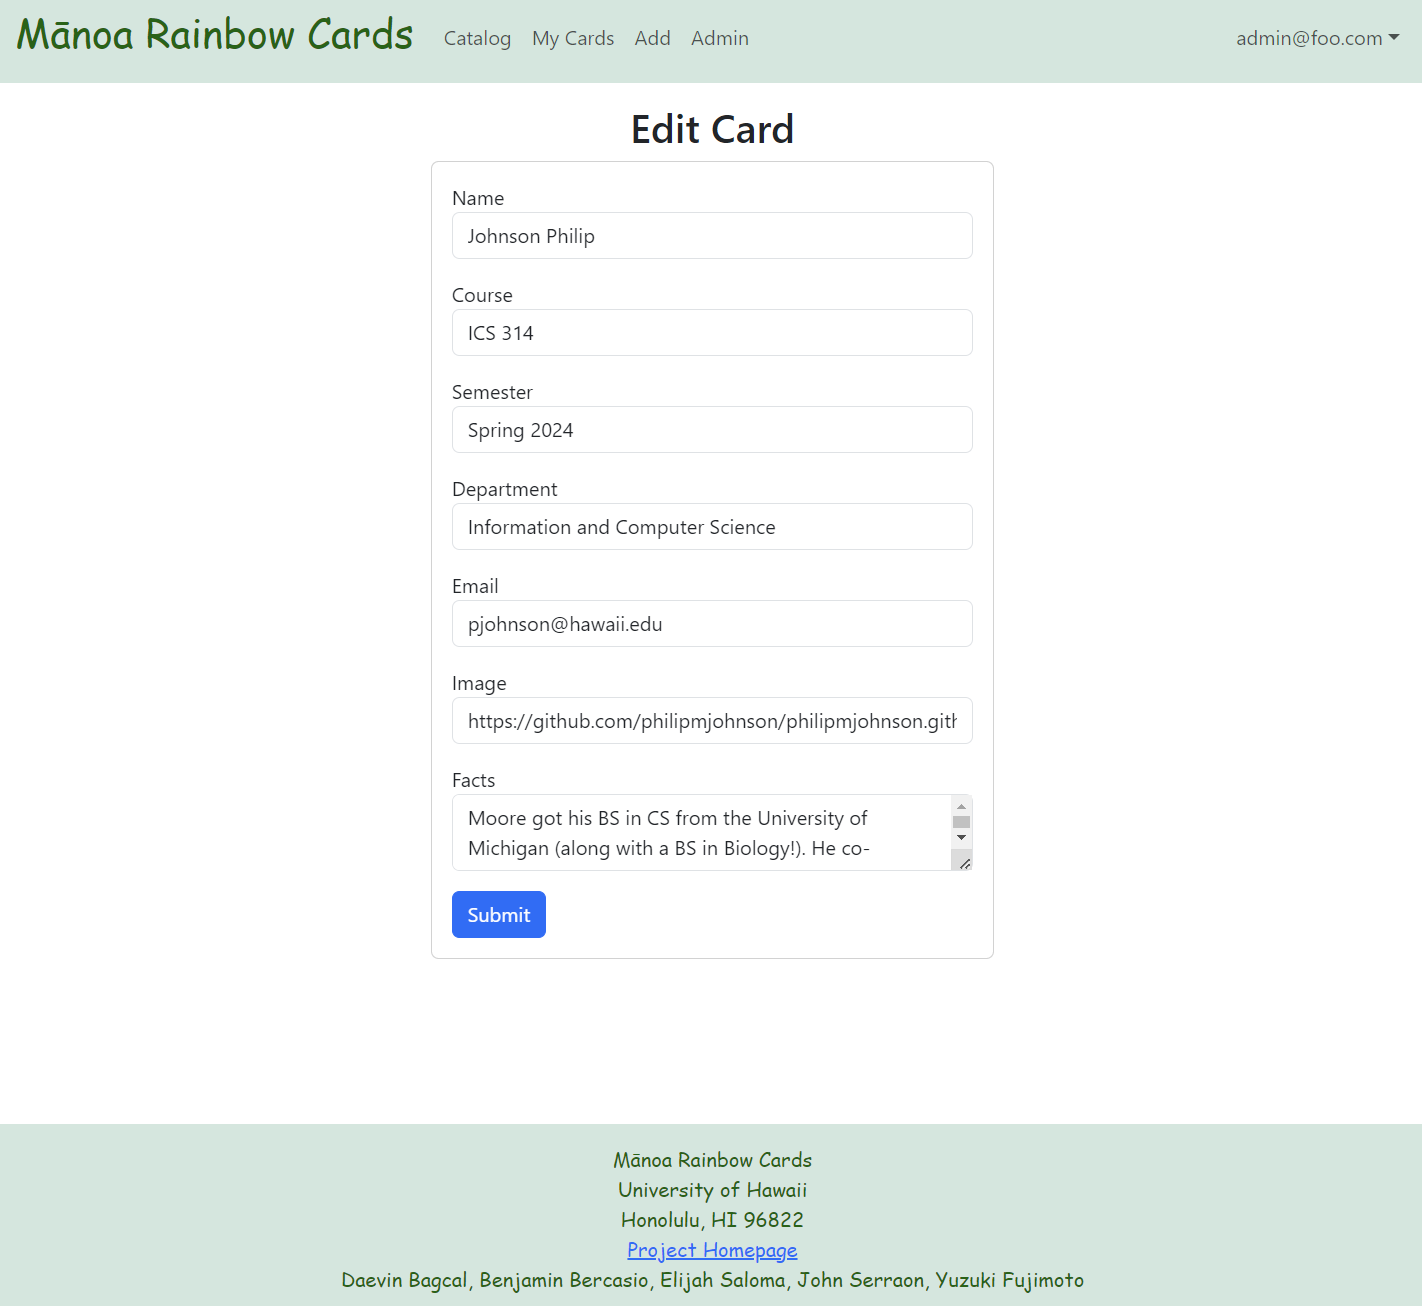 Mānoa Rainbow Cards
Catalog
My Cards
Add
Admin
admin@foo.com
Edit Card
Name
Johnson Philip
Course
ICS 314
Semester
Spring 2024
Department
Information and Computer Science
Email
pjohnson@hawaii.edu
Image
https://github.com/philipmjohnson/philipmjohnson.gith
Facts
Moore got his BS in CS from the University of
Michigan (along with a BS in Biology!). He co-
Submit
Mānoa Rainbow Cards
University of Hawaii
Honolulu, HI 96822
Project Homepage
Daevin Bagcal, Benjamin Bercasio, Elijah Saloma, John Serraon, Yuzuki Fujimoto